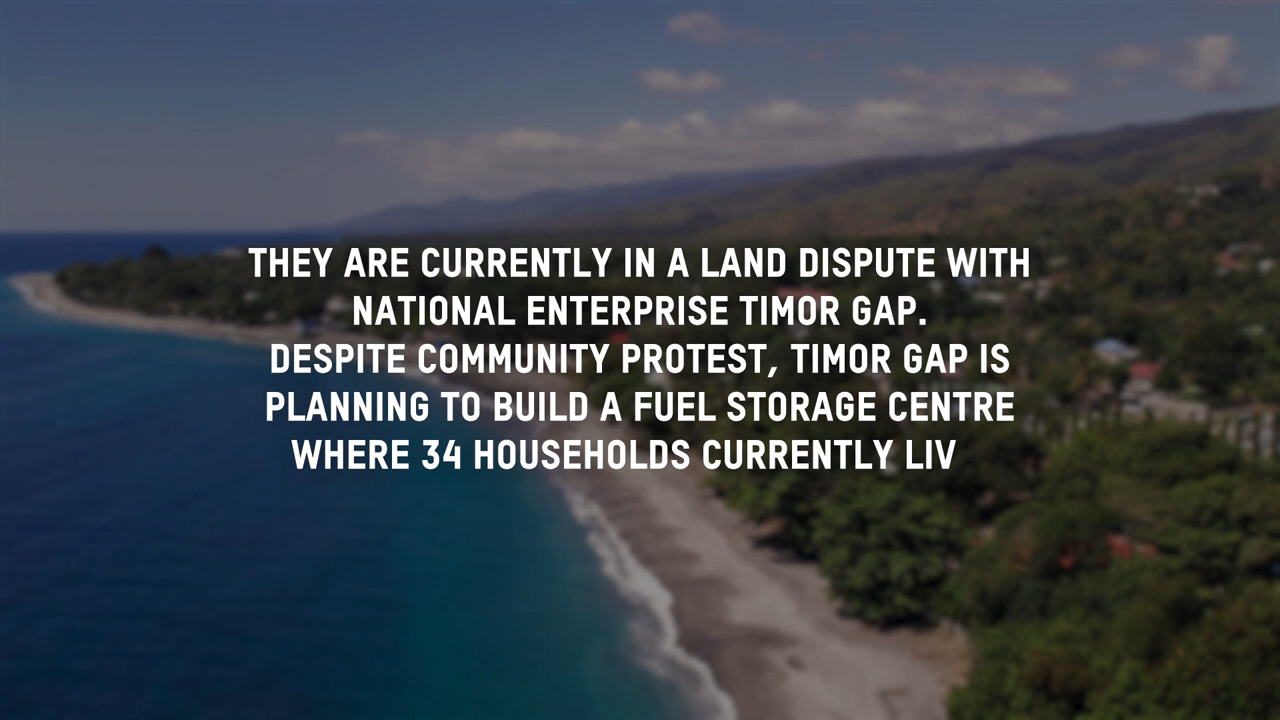 THEY ARE CURRENTLY IN A LAND DISPUTE WITH
NATIONAL ENTERPRISE TIMOR GAP.
DESPITE COMMUNITY PROTEST, TIMOR GAP IS
PLANNING TO BUILD A FUEL STORAGE CENTRE
WHERE 34 HOUSEHOLDS CURRENTLY LIV